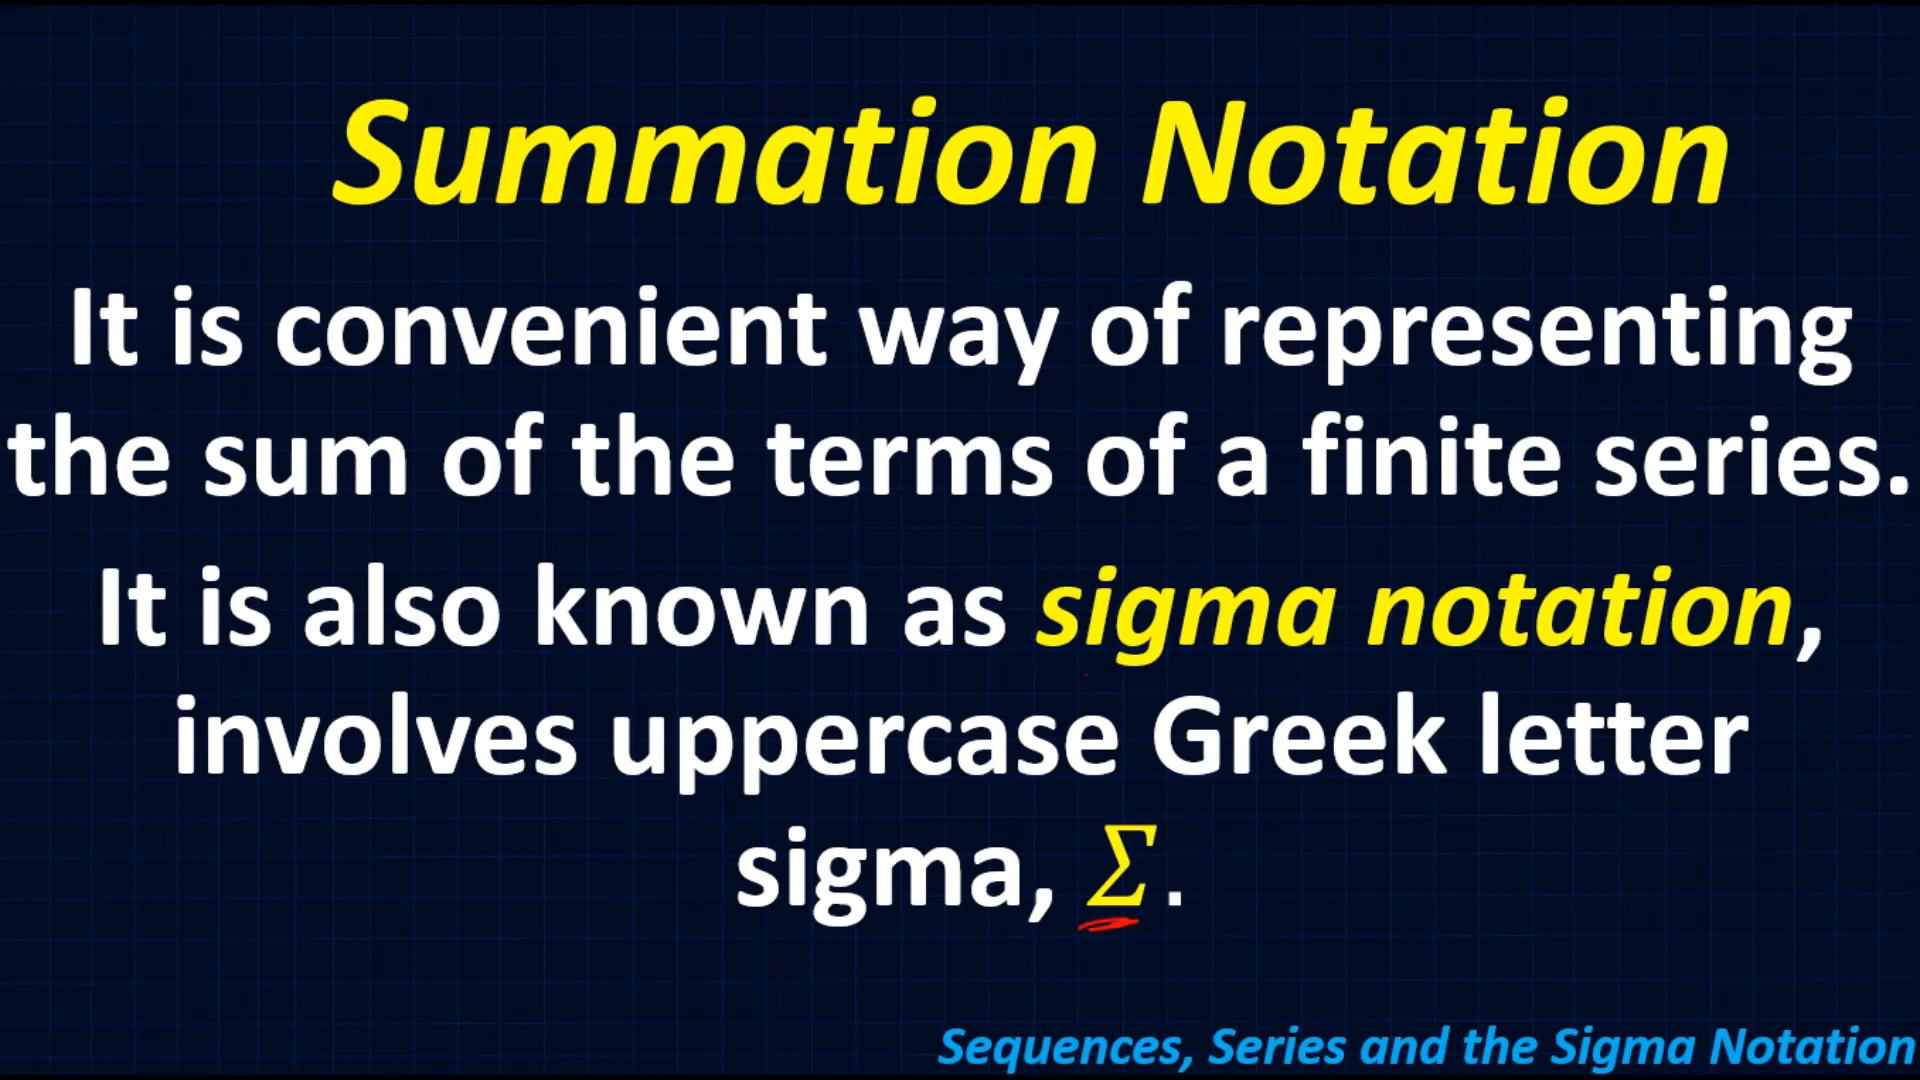 Summation Notation
It is convenient way of representing
the sum of the terms of a finite series.
It is also known as sigma notation,
involves uppercase Greek letter
sigma, Σ.
Sequences, Series and the Sigma Notation